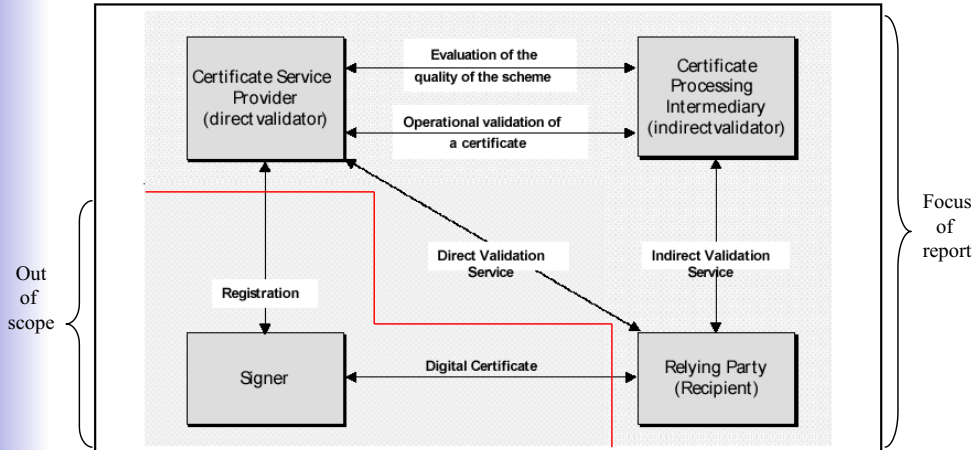 Certificate Service
Provider
(direct validator)
Evaluation of the
quality of the scheme
Operational validation of
a certificate
Certificate
Processing
Intermediary
(indirect validator)
Focus
of
report
Out
of
scope
Registration
Direct Validation
Service
Indirect Validation
Service
Signer
Digital Certificate
Relying Party
(Recipient)